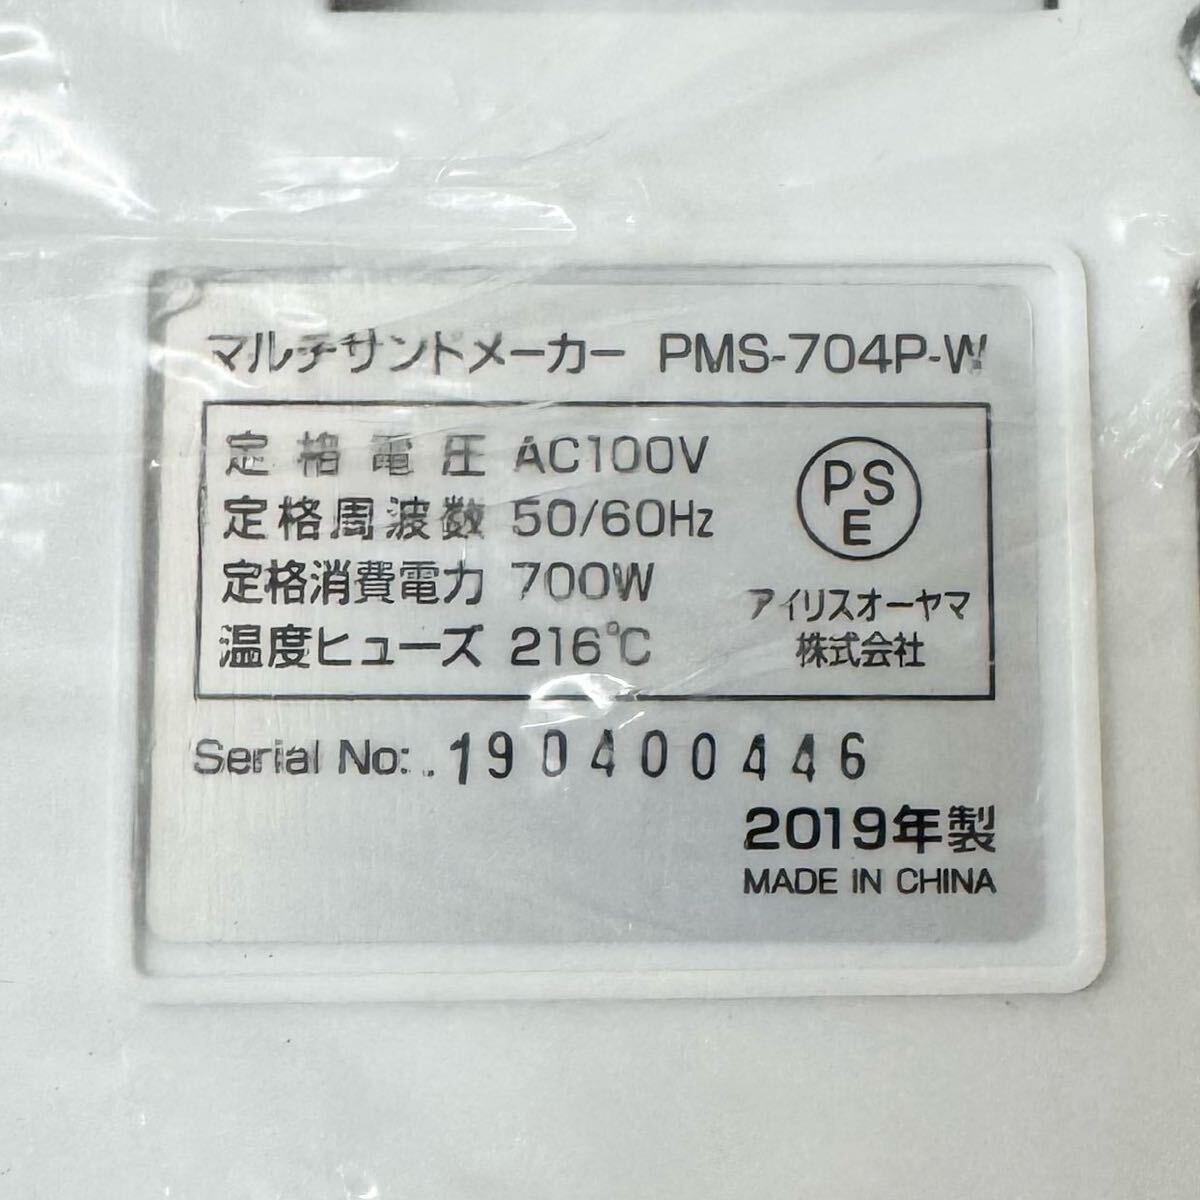 マルチサンドメーカー PMS-704P-W
定格電圧 AC100V
定格周波数 50/60Hz
定格消費電力 700W
温度ヒューズ 216℃
PS
E
アイリスオーヤマ
株式会社
Serial No: 190400446
2019年製
MADE IN CHINA